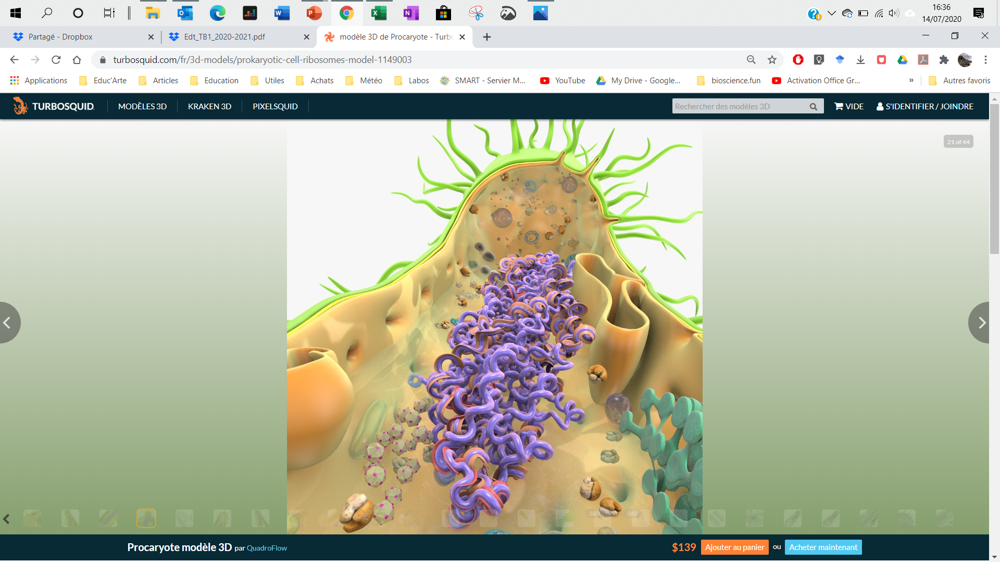 16:36
14/07/2020
Partagé - Dropbox
Edt_TB1_2020-2021.pdf
modèle 3D de Procaryote - Turbo
turbosquid.com/fr/3d-models/prokaryotic-cell-ribosomes-model-1149003
Applications
Educ'Arte
Articles
Education
Utiles
Achats
Météo
Labos
SMART - Servier M...
YouTube
My Drive - Google...
bioscience.fun
Activation Office Gr...
»
Autres favoris
TURBOSQUID
MODÈLES 3D
KRAKEN 3D
PIXELSQUID
Rechercher des modèles 3D
VIDE
S'IDENTIFIER / JOINDRE
21 of 44
360
360
Procaryote modèle 3D par QuadroFlow
$139
Ajouter au panier
ou
Acheter maintenant